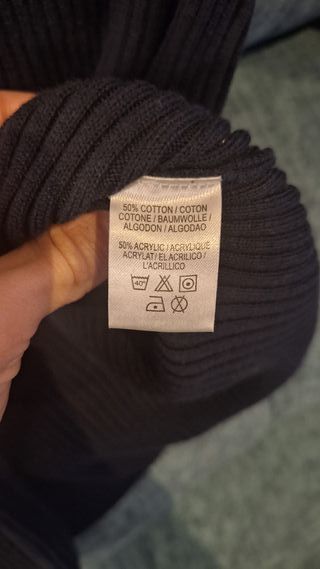 50% COTTON / COTON
COTONE / BAUMWOLLE /
ALGODON / ALGODAO
50% ACRYLIC / ACRYLIQUE
ACRYLAT / EL ACRILICO /
L'ACRILLICO
40°